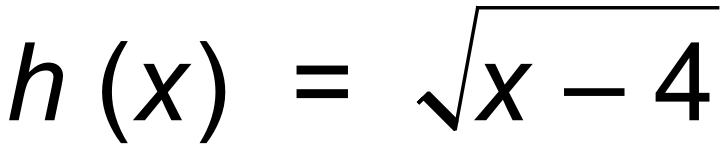 h(x) = √x − 4